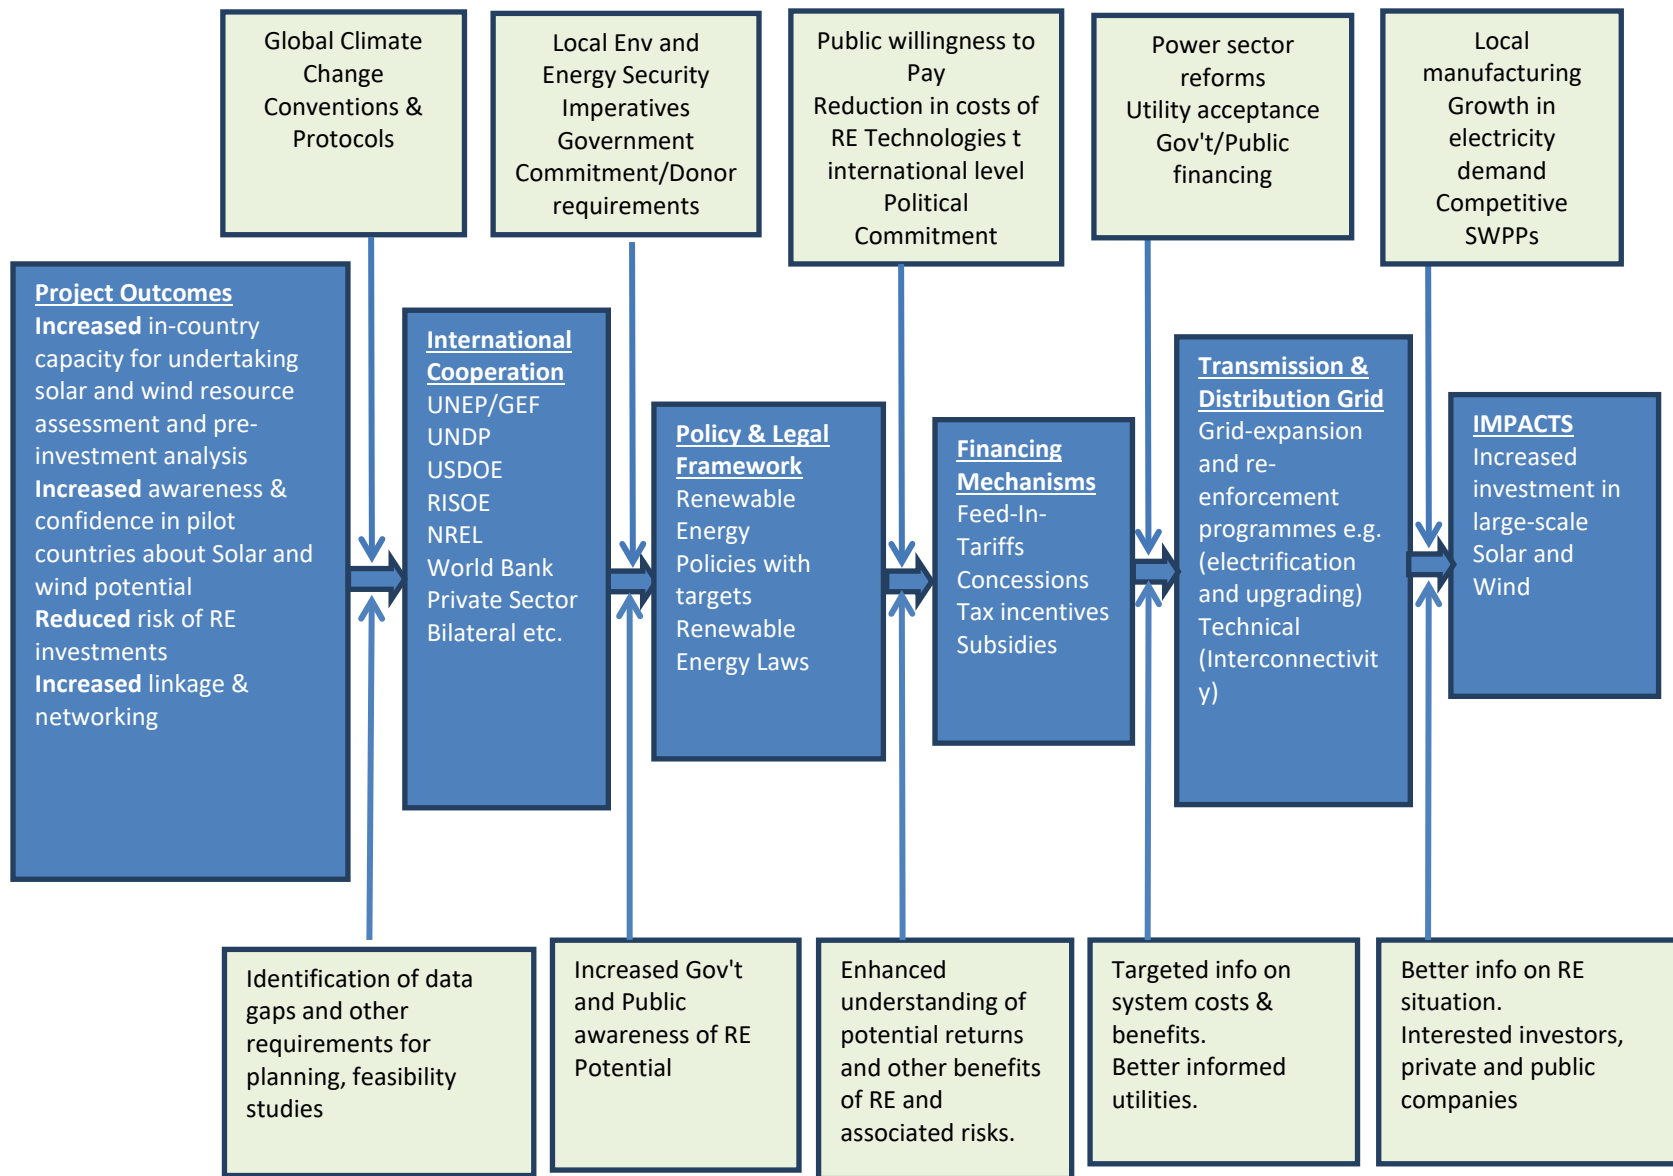 Global Climate
Change
Conventions &
Protocols
Local Env and
Energy Security
Imperatives
Government
Commitment/Donor
requirements
Public willingness to
Pay
Reduction in costs of
RE Technologies t
international level
Political
Commitment
Power sector
reforms
Utility acceptance
Gov't/Public
financing
Local
manufacturing
Growth in
electricity
demand
Competitive
SWPPs
Project Outcomes
Increased in-country
capacity for undertaking
solar and wind resource
assessment and pre-
investment analysis
Increased awareness &
confidence in pilot
countries about Solar and
wind potential
Reduced risk of RE
investments
Increased linkage &
networking
International
Cooperation
UNEP/GEF
UNDP
USDOE
RISOE
NREL
World Bank
Private Sector
Bilateral etc.
Policy & Legal
Framework
Renewable
Energy
Policies with
targets
Renewable
Energy Laws
Financing
Mechanisms
Feed-In-
Tariffs
Concessions
Tax incentives
Subsidies
Transmission &
Distribution Grid
Grid-expansion
and re-
enforcement
programmes e.g.
(electrification
and upgrading)
Technical
(Interconnectivit
y)
IMPACTS
Increased
investment in
large-scale
Solar and
Wind
Identification of data
gaps and other
requirements for
planning, feasibility
studies
Increased Gov't
and Public
awareness of RE
Potential
Enhanced
understanding of
potential returns
and other benefits
of RE and
associated risks.
Targeted info on
system costs &
benefits.
Better informed
utilities.
Better info on RE
situation.
Interested investors,
private and public
companies